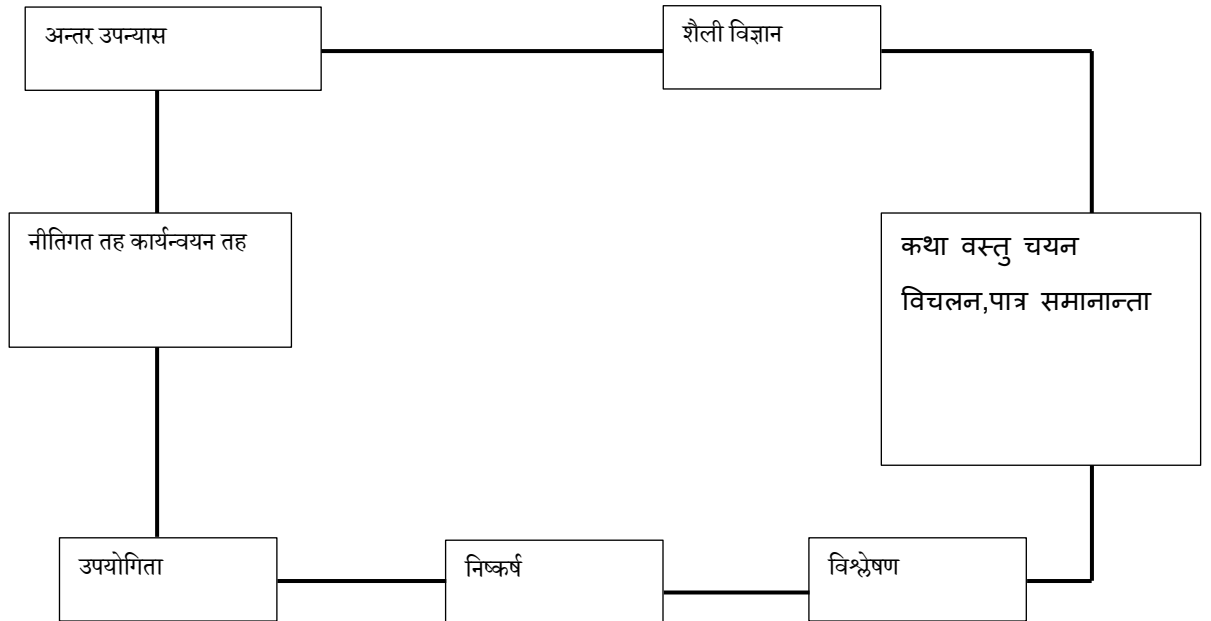 अन्तर उपन्यास
शैली विज्ञान
नीतिगत तह कार्यन्वयन तह
कथा वस्तु चयन
विचलन,पात्र समानान्ता
उपयोगिता
निष्कर्ष
विश्लेषण